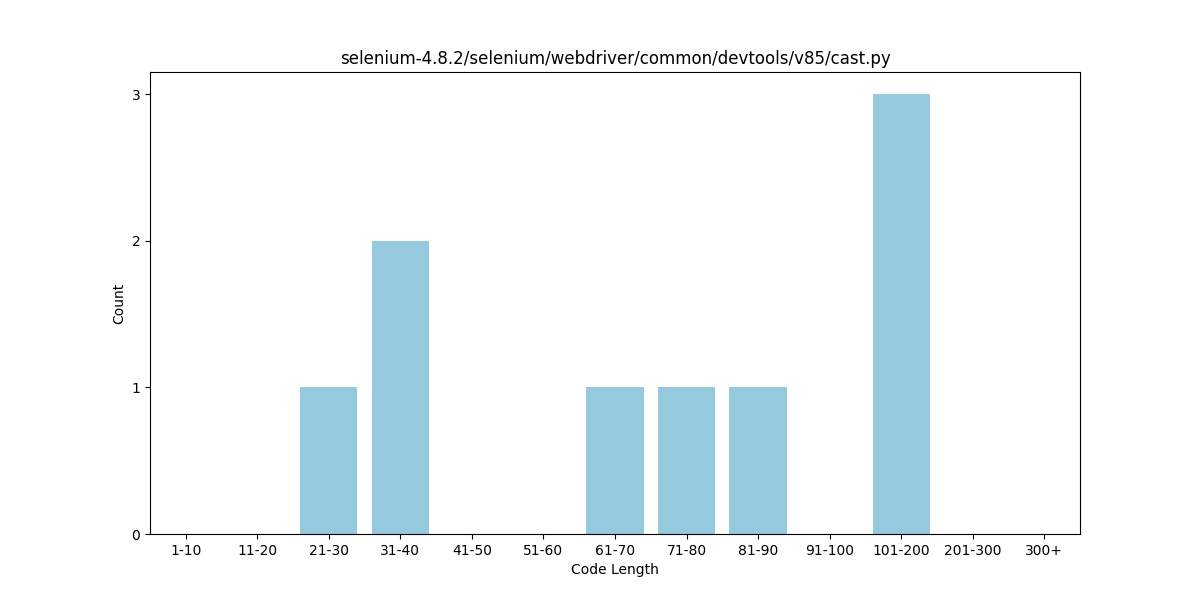 selenium-4.8.2/selenium/webdriver/common/devtools/v85/cast.py
3
2
1
0
Count
1-10 11-20 21-30 31-40 41-50 51-60 61-70 71-80 81-90 91-100 101-200 201-300 300+
Code Length